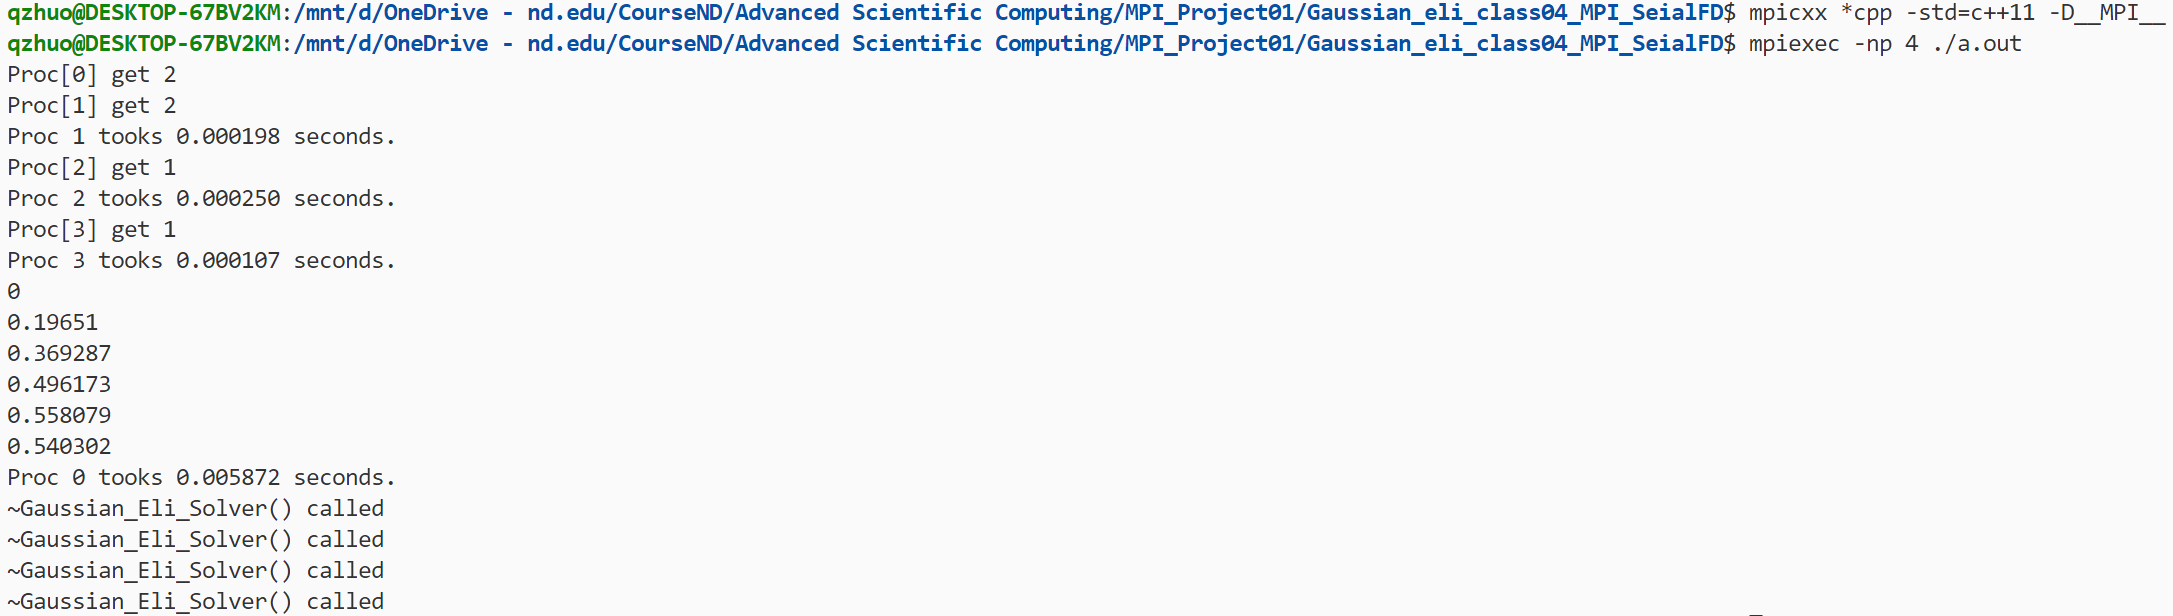 qzhuo@DESKTOP-67BV2KM:/mnt/d/OneDrive - nd.edu/CourseND/Advanced Scientific Computing/MPI_Project01/Gaussian_eli_class04_MPI_SeialFD$ mpicxx *cpp -std=c++11 -D__MPI__
qzhuo@DESKTOP-67BV2KM:/mnt/d/OneDrive - nd.edu/CourseND/Advanced Scientific Computing/MPI_Project01/Gaussian_eli_class04_MPI_SeialFD$ mpiexec -np 4 ./a.out
Proc[0] get 2
Proc[1] get 2
Proc 1 tooks 0.000198 seconds.
Proc[2] get 1
Proc 2 tooks 0.000250 seconds.
Proc[3] get 1
Proc 3 tooks 0.000107 seconds.
0
0.19651
0.369287
0.496173
0.558079
0.540302
Proc 0 tooks 0.005872 seconds.
~Gaussian_Eli_Solver() called
~Gaussian_Eli_Solver() called
~Gaussian_Eli_Solver() called
~Gaussian_Eli_Solver() called